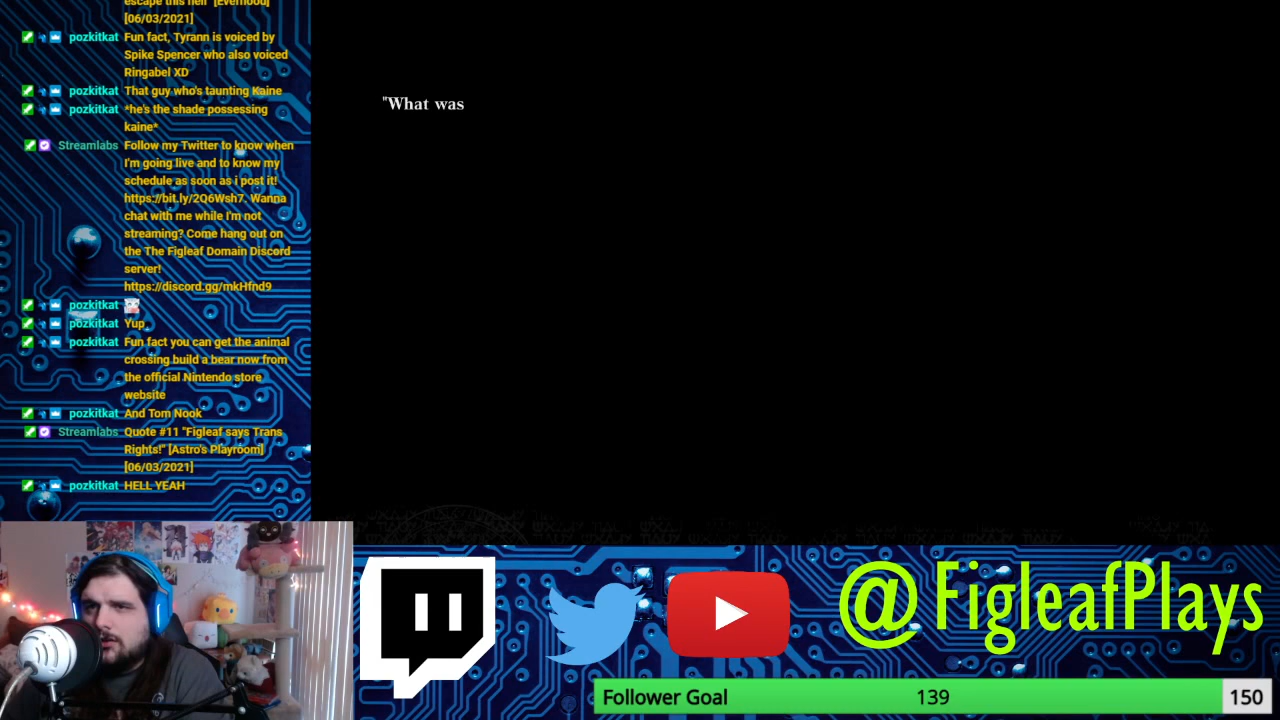 escape this hell" [Everhood]
[06/03/2021]
pozkitkat Fun fact, Tyrann is voiced by
Spike Spencer who also voiced
Ringabel XD
pozkitkat That guy who's taunting Kaine
pozkitkat *he's the shade possessing
kaine*
Streamlabs Follow my Twitter to know when
I'm going live and to know my
schedule as soon as i post it!
https://bit.ly/2Q6Wsh7. Wanna
chat with me while I'm not
streaming? Come hang out on
the The Figleaf Domain Discord
server!
https://discord.gg/mkHfnd9
pozkitkat
pozkitkat Yup
pozkitkat Fun fact you can get the animal
crossing build a bear now from
the official Nintendo store
website
pozkitkat And Tom Nook
Streamlabs Quote #11 "Figleaf says Trans
Rights!" [Astro's Playroom]
[06/03/2021]
pozkitkat HELL YEAH
"What was
@FigleafPlays
Follower Goal 139 150